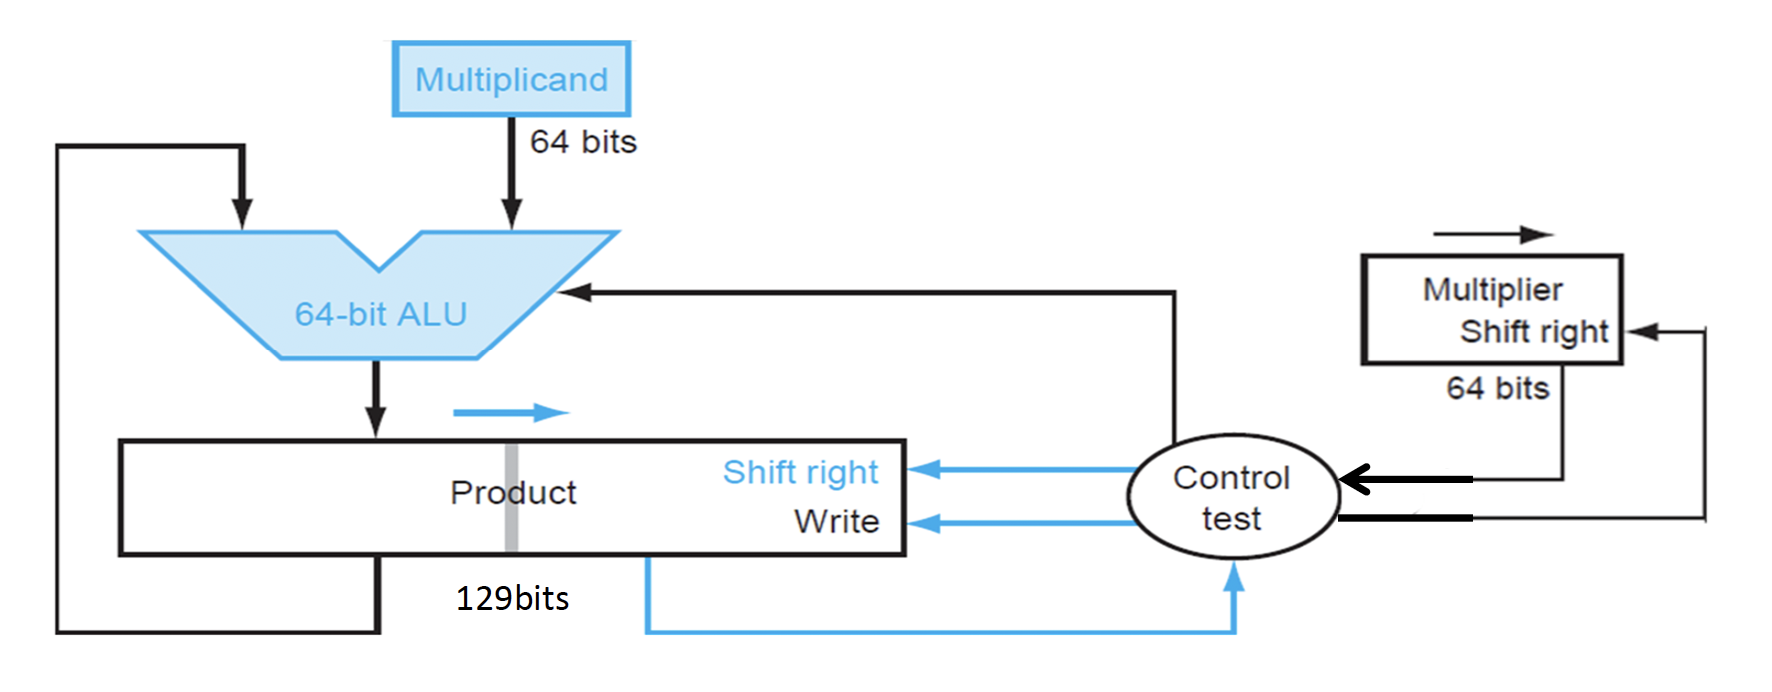 Multiplicand
64 bits
64-bit ALU
Multiplier
Shift right
64 bits
Product
Shift right
Write
Control
test
129bits